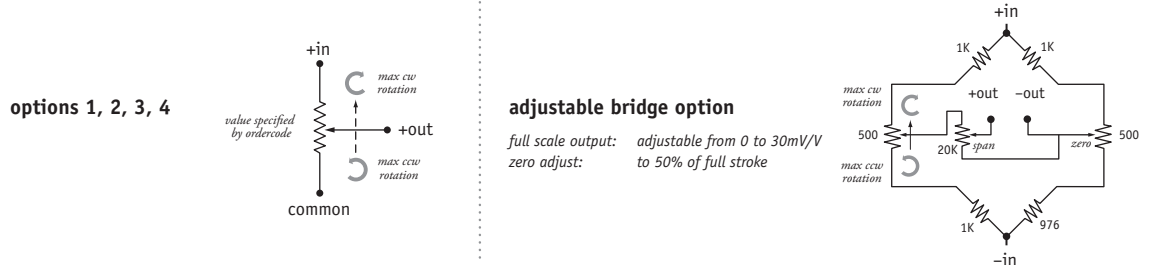 options 1, 2, 3, 4
+in
max cw
rotation
value specified
by ordercode
+out
max ccw
rotation
common
adjustable bridge option
full scale output: adjustable from 0 to 30mV/V
zero adjust: to 50% of full stroke
+in
1K
1K
max cw
rotation
+out
–out
500
20K
span
zero
500
max ccw
rotation
1K
976
–in